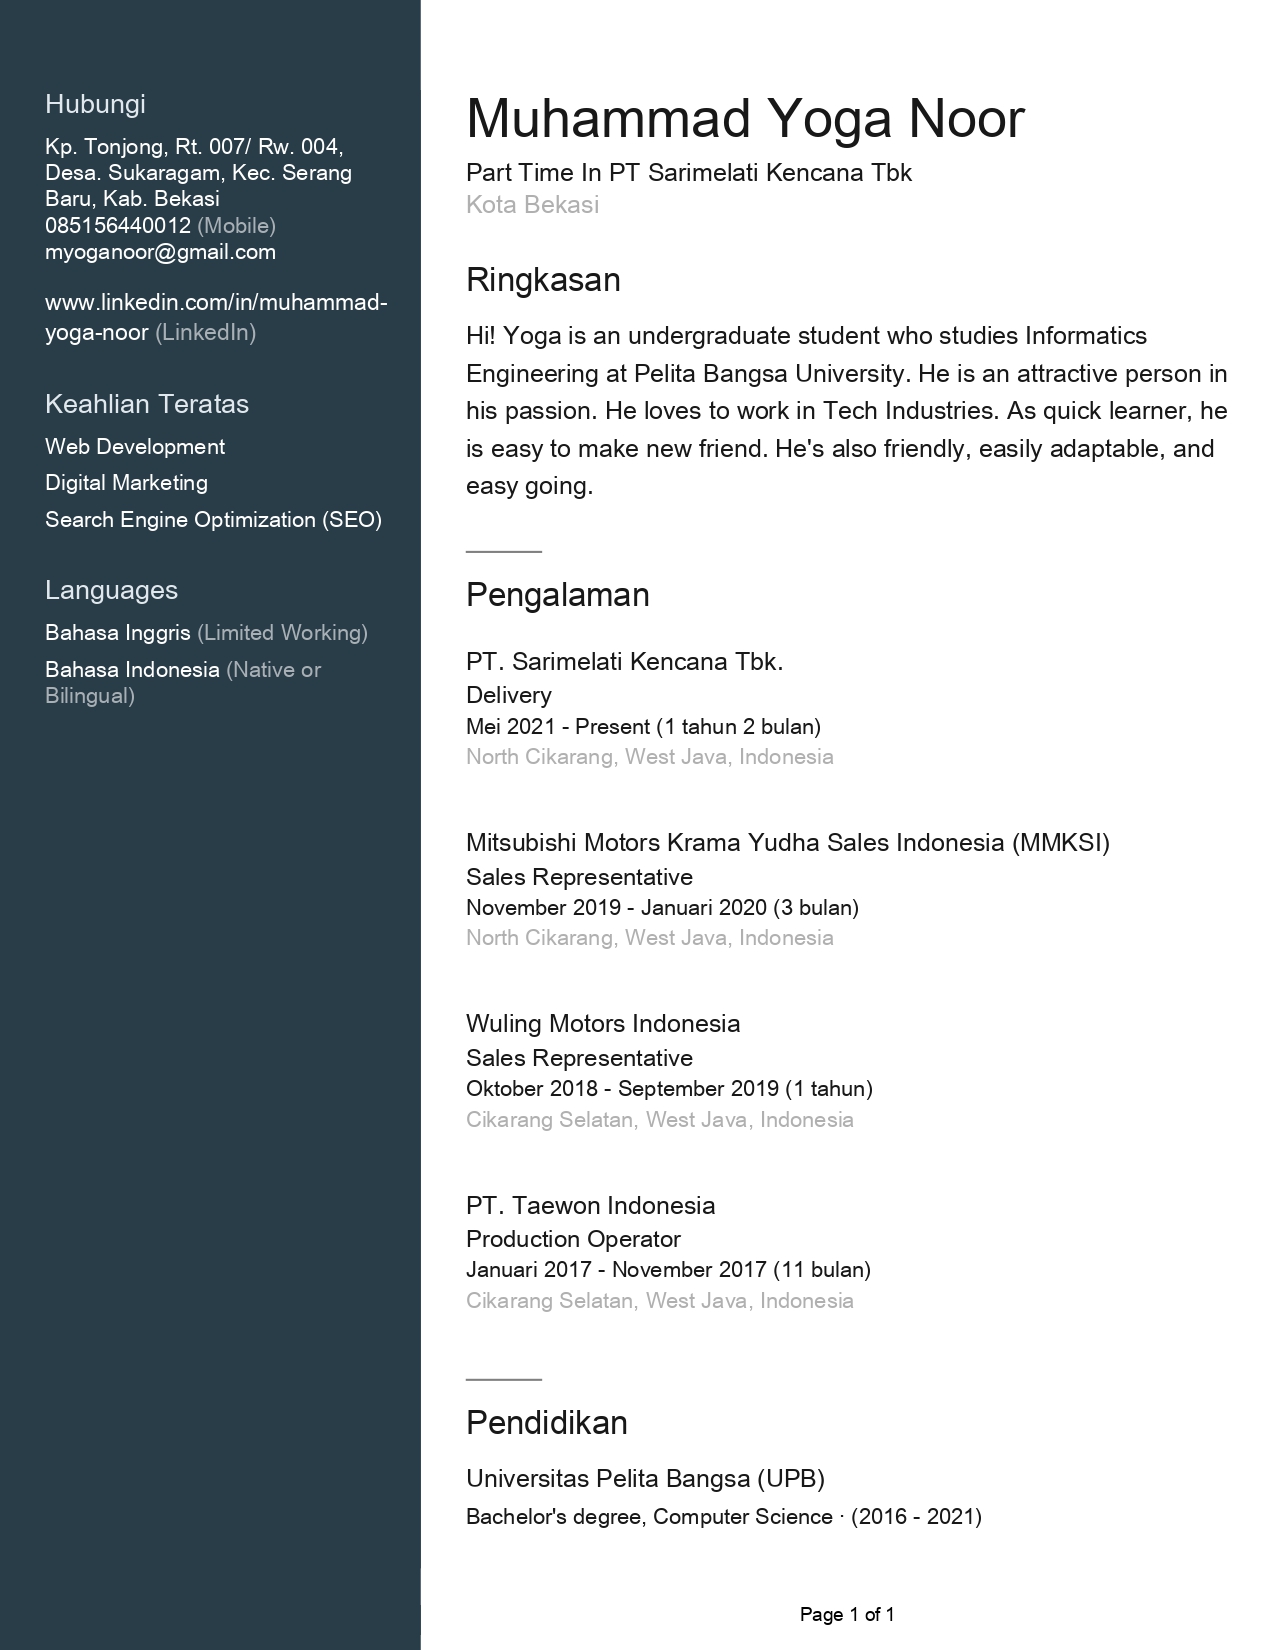 Hubungi
Kp. Tonjong, Rt. 007/ Rw. 004,
Desa. Sukaragam, Kec. Serang
Baru, Kab. Bekasi
085156440012 (Mobile)
myoganoor@gmail.com
www.linkedin.com/in/muhammad-
yoga-noor (LinkedIn)
Keahlian Teratas
Web Development
Digital Marketing
Search Engine Optimization (SEO)
Languages
Bahasa Inggris (Limited Working)
Bahasa Indonesia (Native or
Bilingual)
Muhammad Yoga Noor
Part Time In PT Sarimelati Kencana Tbk
Kota Bekasi
Ringkasan
Hi! Yoga is an undergraduate student who studies Informatics
Engineering at Pelita Bangsa University. He is an attractive person in
his passion. He loves to work in Tech Industries. As quick learner, he
is easy to make new friend. He's also friendly, easily adaptable, and
easy going.
Pengalaman
PT. Sarimelati Kencana Tbk.
Delivery
Mei 2021 - Present (1 tahun 2 bulan)
North Cikarang, West Java, Indonesia
Mitsubishi Motors Krama Yudha Sales Indonesia (MMKSI)
Sales Representative
November 2019 - Januari 2020 (3 bulan)
North Cikarang, West Java, Indonesia
Wuling Motors Indonesia
Sales Representative
Oktober 2018 - September 2019 (1 tahun)
Cikarang Selatan, West Java, Indonesia
PT. Taewon Indonesia
Production Operator
Januari 2017 - November 2017 (11 bulan)
Cikarang Selatan, West Java, Indonesia
Pendidikan
Universitas Pelita Bangsa (UPB)
Bachelor's degree, Computer Science · (2016 - 2021)
Page 1 of 1